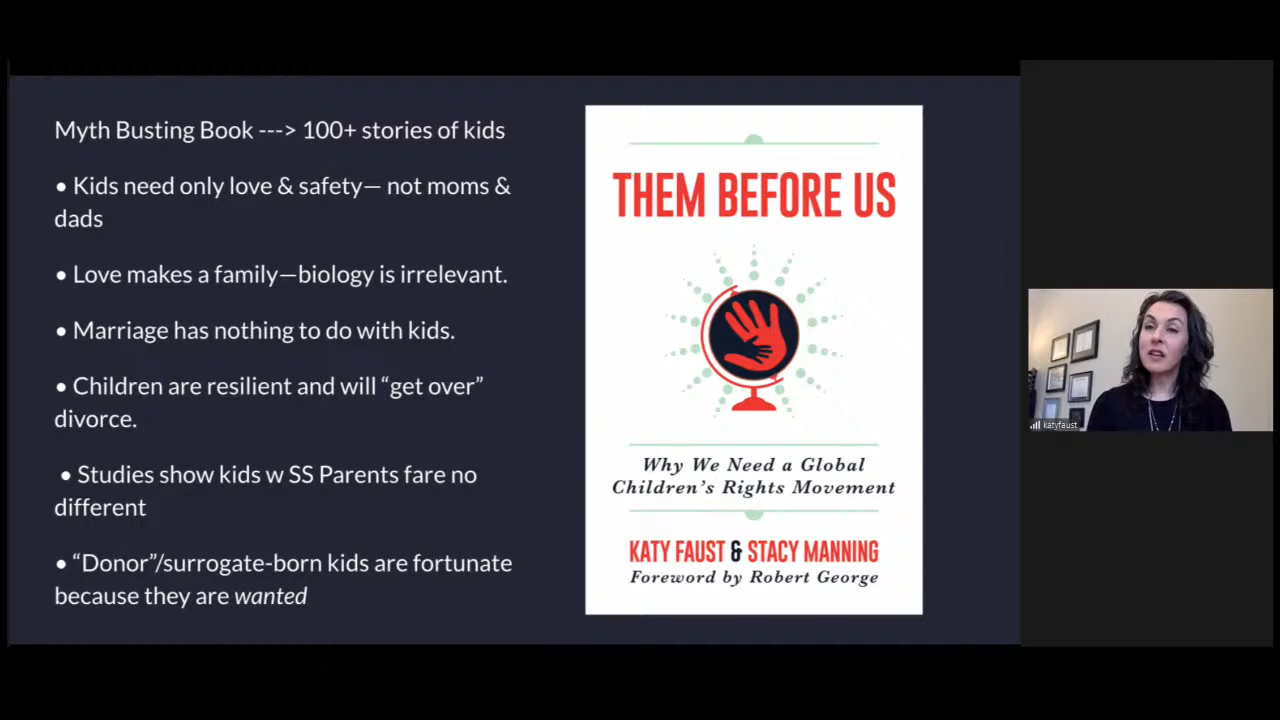 Myth Busting Book ---> 100+ stories of kids
• Kids need only love & safety— not moms &
dads
• Love makes a family—biology is irrelevant.
• Marriage has nothing to do with kids.
• Children are resilient and will “get over”
divorce.
• Studies show kids w SS Parents fare no
different
• “Donor”/surrogate-born kids are fortunate
because they are wanted
THEM BEFORE US
Why We Need a Global
Children’s Rights Movement
KATY FAUST & STACY MANNING
Foreword by Robert George
katyfaust